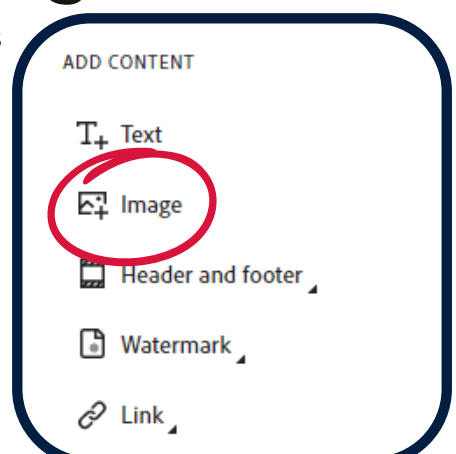 ADD CONTENT
Text
Image
Header and footer
Watermark
Link